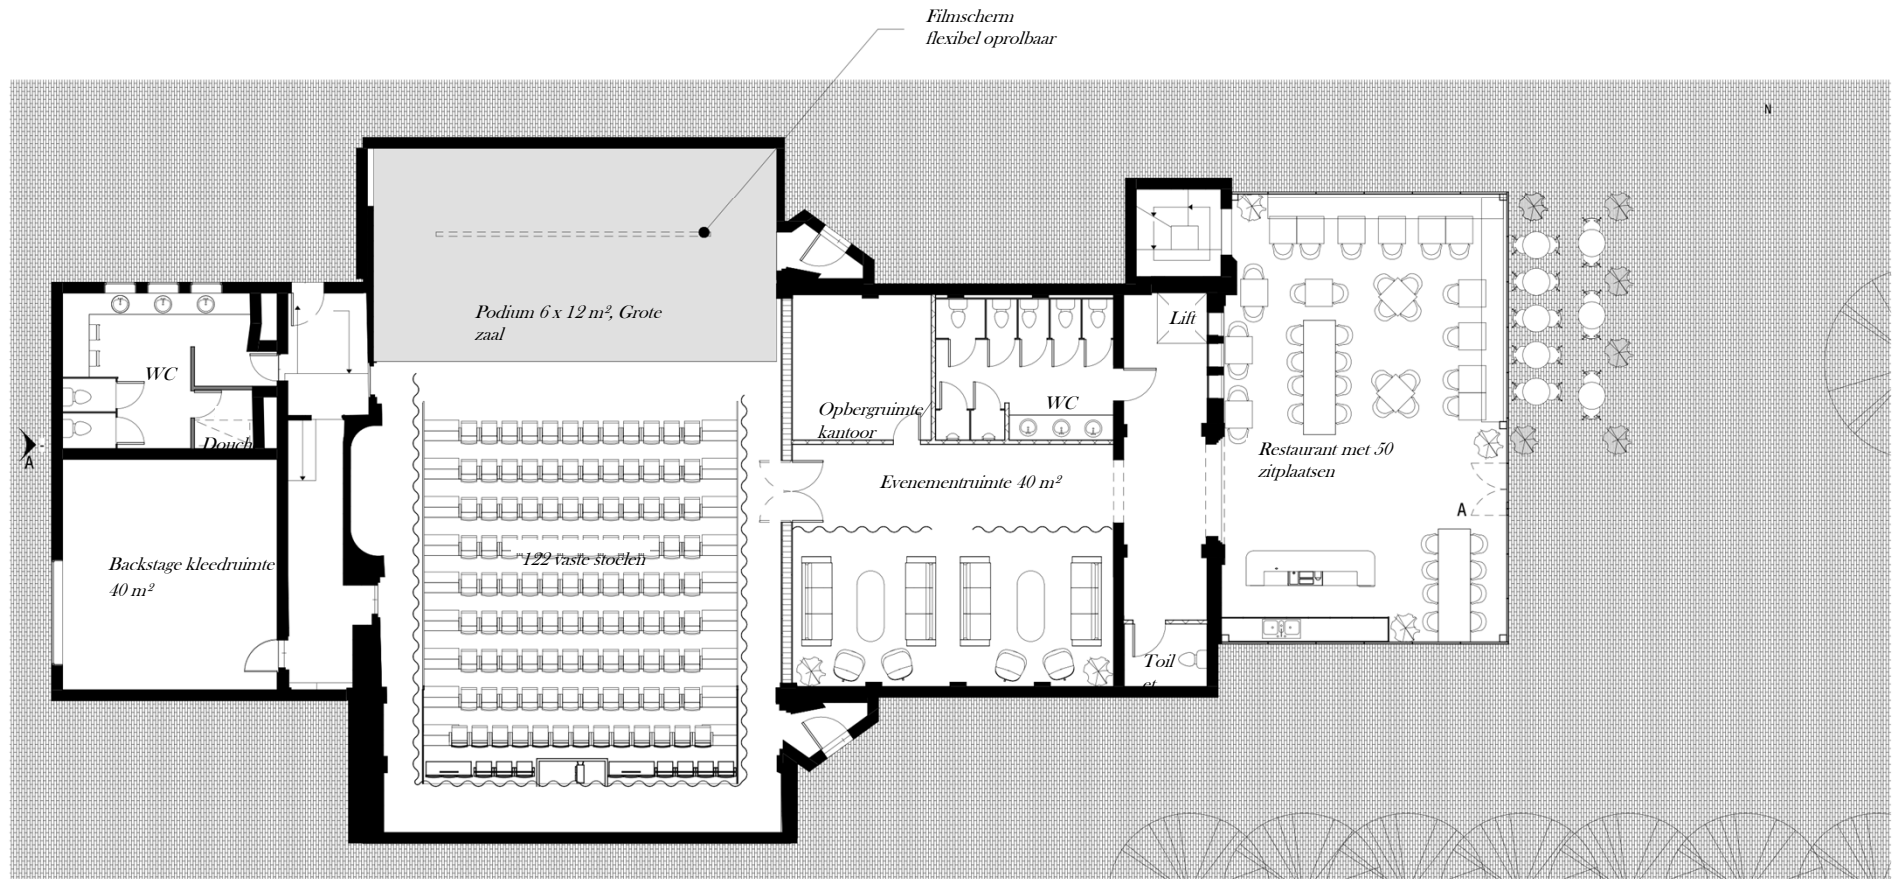 Filmscherm
flexibel oprolbaar
N
Podium 6 x 12 m², Grote
zaal
Lift
WC
Opbergruimte
kantoor
WC
Douch
A
Restaurant met 50
zitplaatsen
Evenementruimte 40 m²
A
122 vaste stoelen
Backstage kleedruimte
40 m²
Toil
et